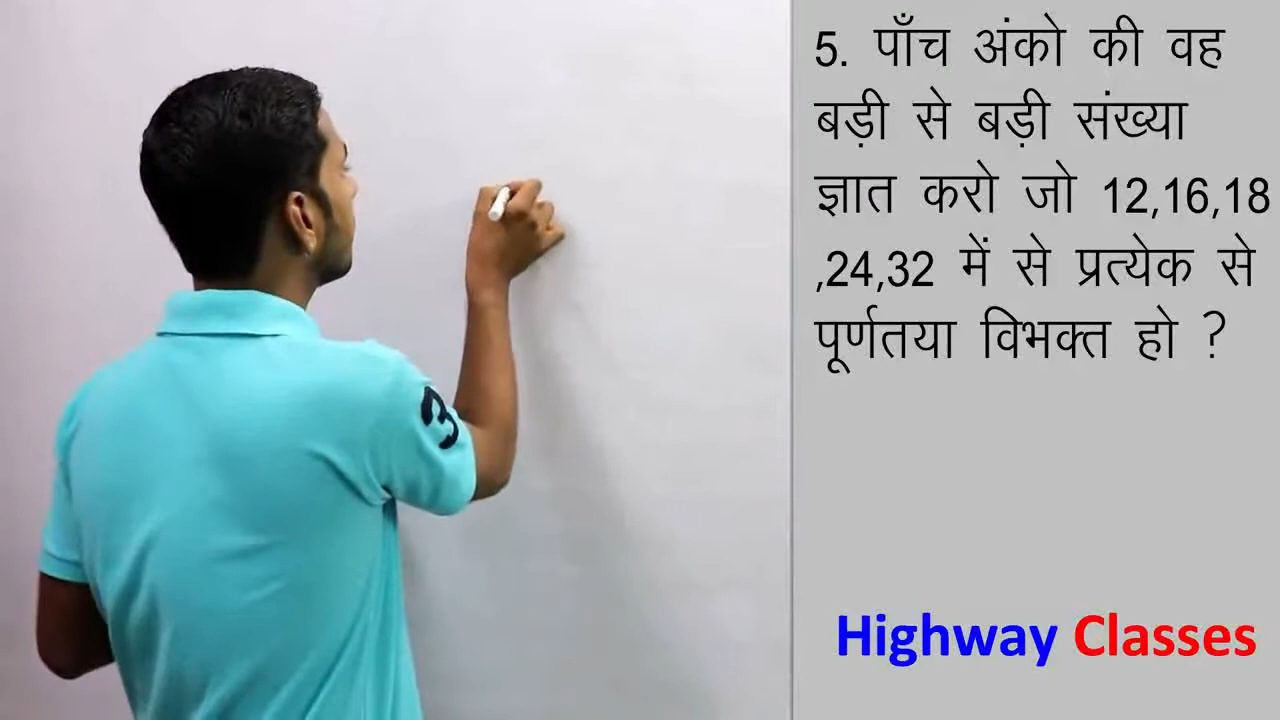 5. पाँच अंको की वह
बड़ी से बड़ी संख्या
ज्ञात करो जो 12,16,18
,24,32 में से प्रत्येक से
पूर्णतया विभक्त हो ?
3
Highway Classes